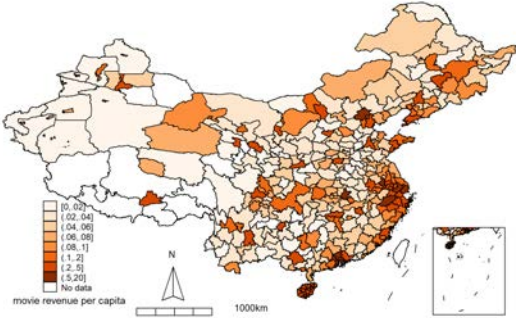 [0,.02]
(.02,.04]
(.04,.06]
(.06,.08]
(.08,.1]
(.1,.2]
(.2,.5]
(.5,20]
No data
movie revenue per capita
N
1000km